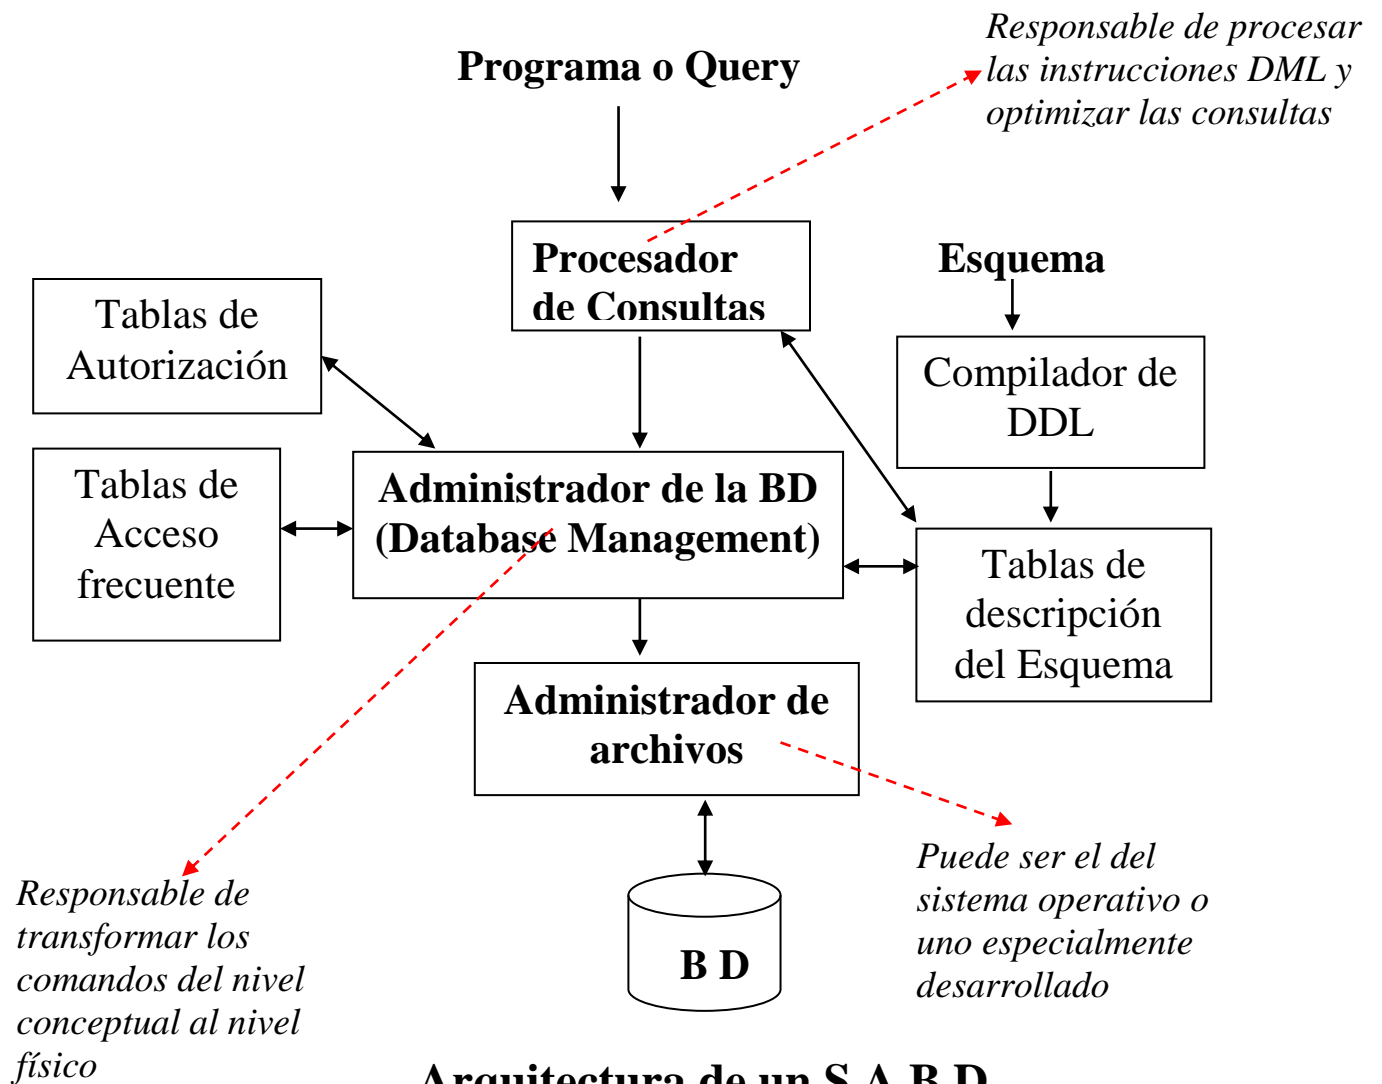 Responsable de procesar
las instrucciones DML y
optimizar las consultas
Programa o Query
Procesador
de Consultas
Esquema
Tablas de
Autorización
Compilador de
DDL
Tablas de
Acceso
frecuente
Administrador de la BD
(Database Management)
Tablas de
descripción
del Esquema
Administrador de
archivos
Puede ser el del
sistema operativo o
uno especialmente
desarrollado
B D
Responsable de
transformar los
comandos del nivel
conceptual al nivel
físico
Arquitectura de un S.A.B.D.